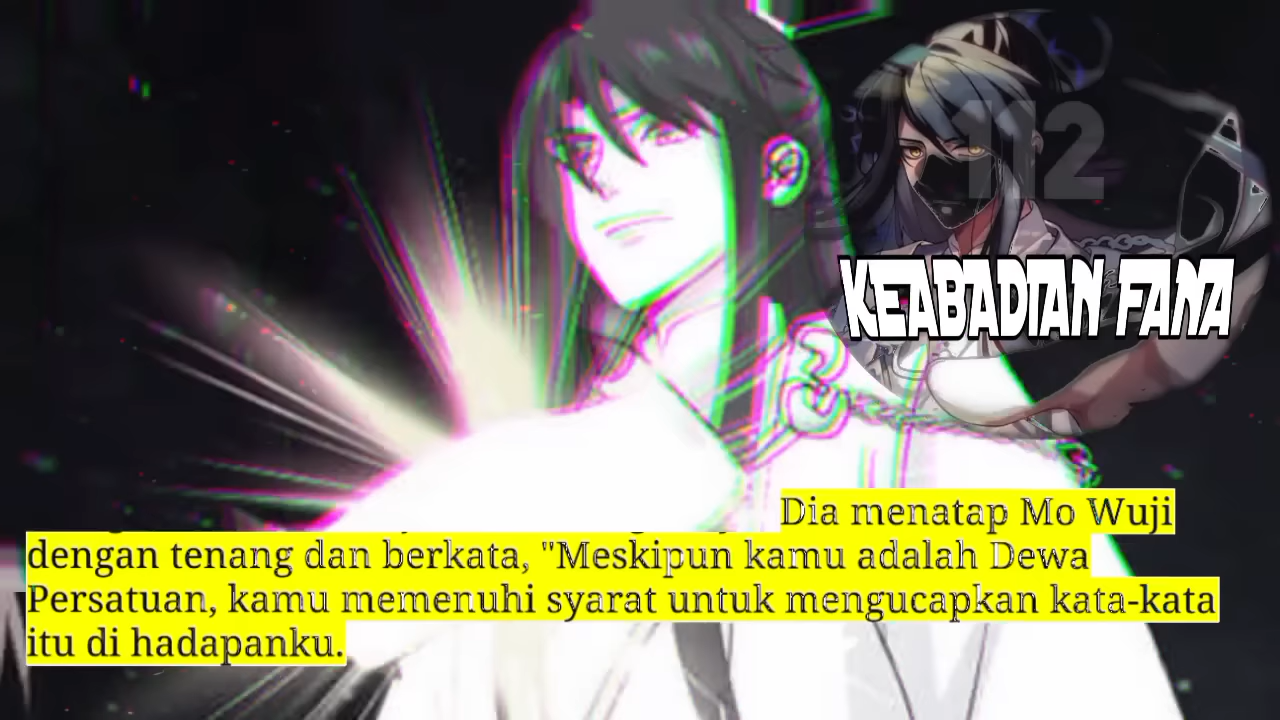 112
KEABADIAN FANA
Dia menatap Mo Wuji
dengan tenang dan berkata, "Meskipun kamu adalah Dewa
Persatuan, kamu memenuhi syarat untuk mengucapkan kata-kata
itu di hadapanku.